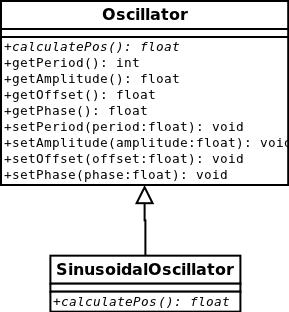 Oscillator
+calculatePos(): float
+getPeriod(): int
+getAmplitude(): float
+getOffset(): float
+getPhase(): float
+setPeriod(period:float): void
+setAmplitude(amplitude:float): void
+setOffset(offset:float): void
+setPhase(phase:float): void
SinusoidalOscillator
+calculatePos(): float